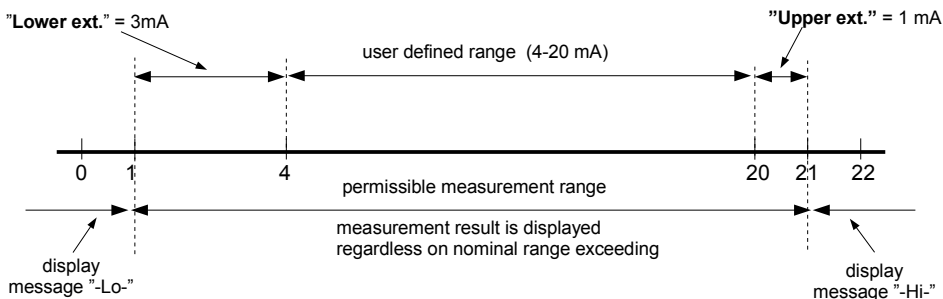 "Lower ext." = 3mA
"Upper ext." = 1 mA
user defined range (4-20 mA)
0 1 4 20 21 22
permissible measurement range
measurement result is displayed
regardless on nominal range exceeding
display
message "-Lo-"
display
message "-Hi-"